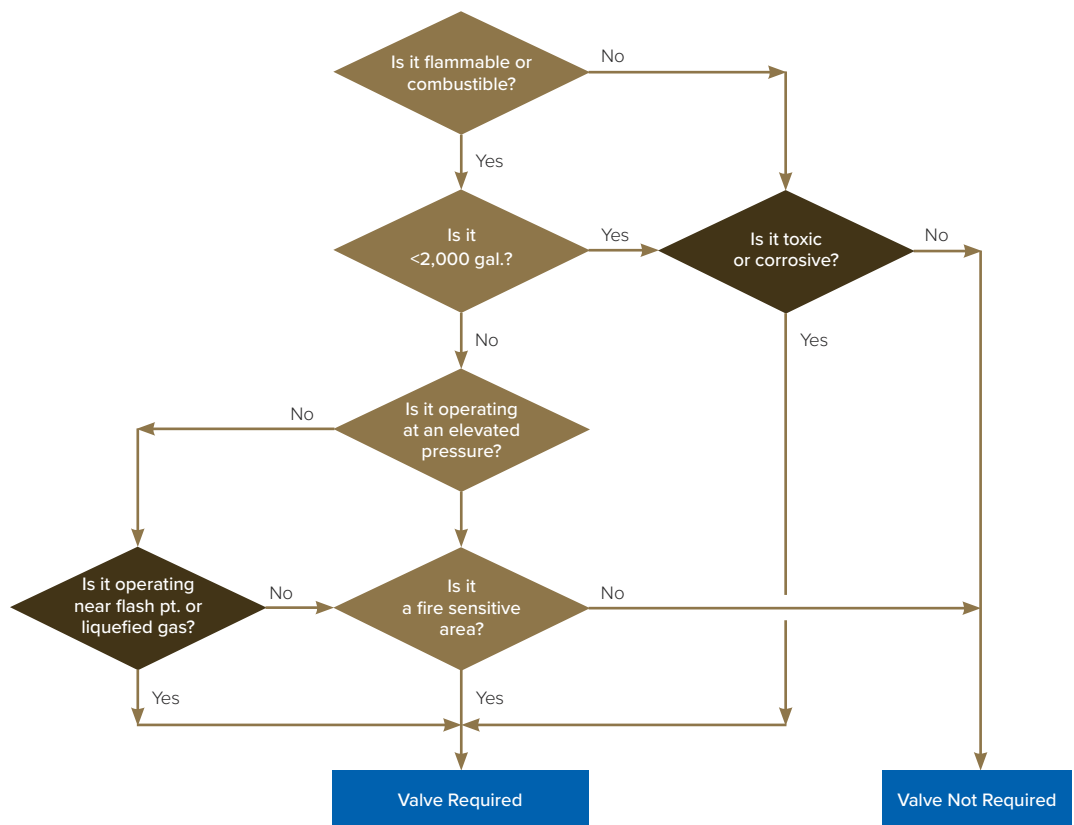 Is it flammable or
combustible?
No
Yes
Is it
<2,000 gal.?
Yes
Is it toxic
or corrosive?
No
No
Yes
Is it operating
at an elevated
pressure?
No
Is it operating
near flash pt. or
liquefied gas?
No
Is it
a fire sensitive
area?
No
Yes
Yes
Valve Required
Valve Not Required